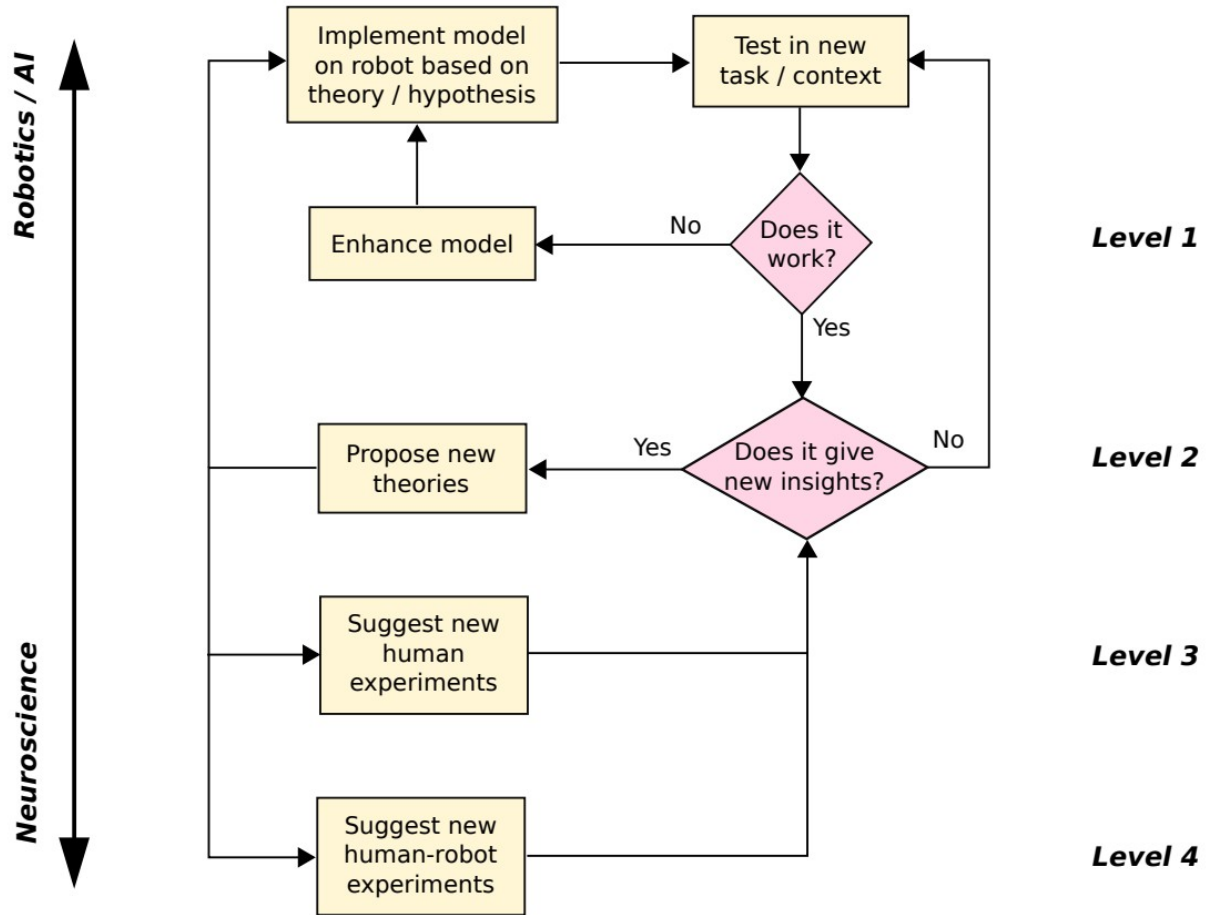 Robotics / AI
Neuroscience
Implement model
on robot based on
theory / hypothesis
Test in new
task / context
Enhance model
No
Does it
work?
Level 1
Yes
Propose new
theories
Yes
Does it give
new insights?
No
Level 2
Suggest new
human
experiments
Level 3
Suggest new
human-robot
experiments
Level 4